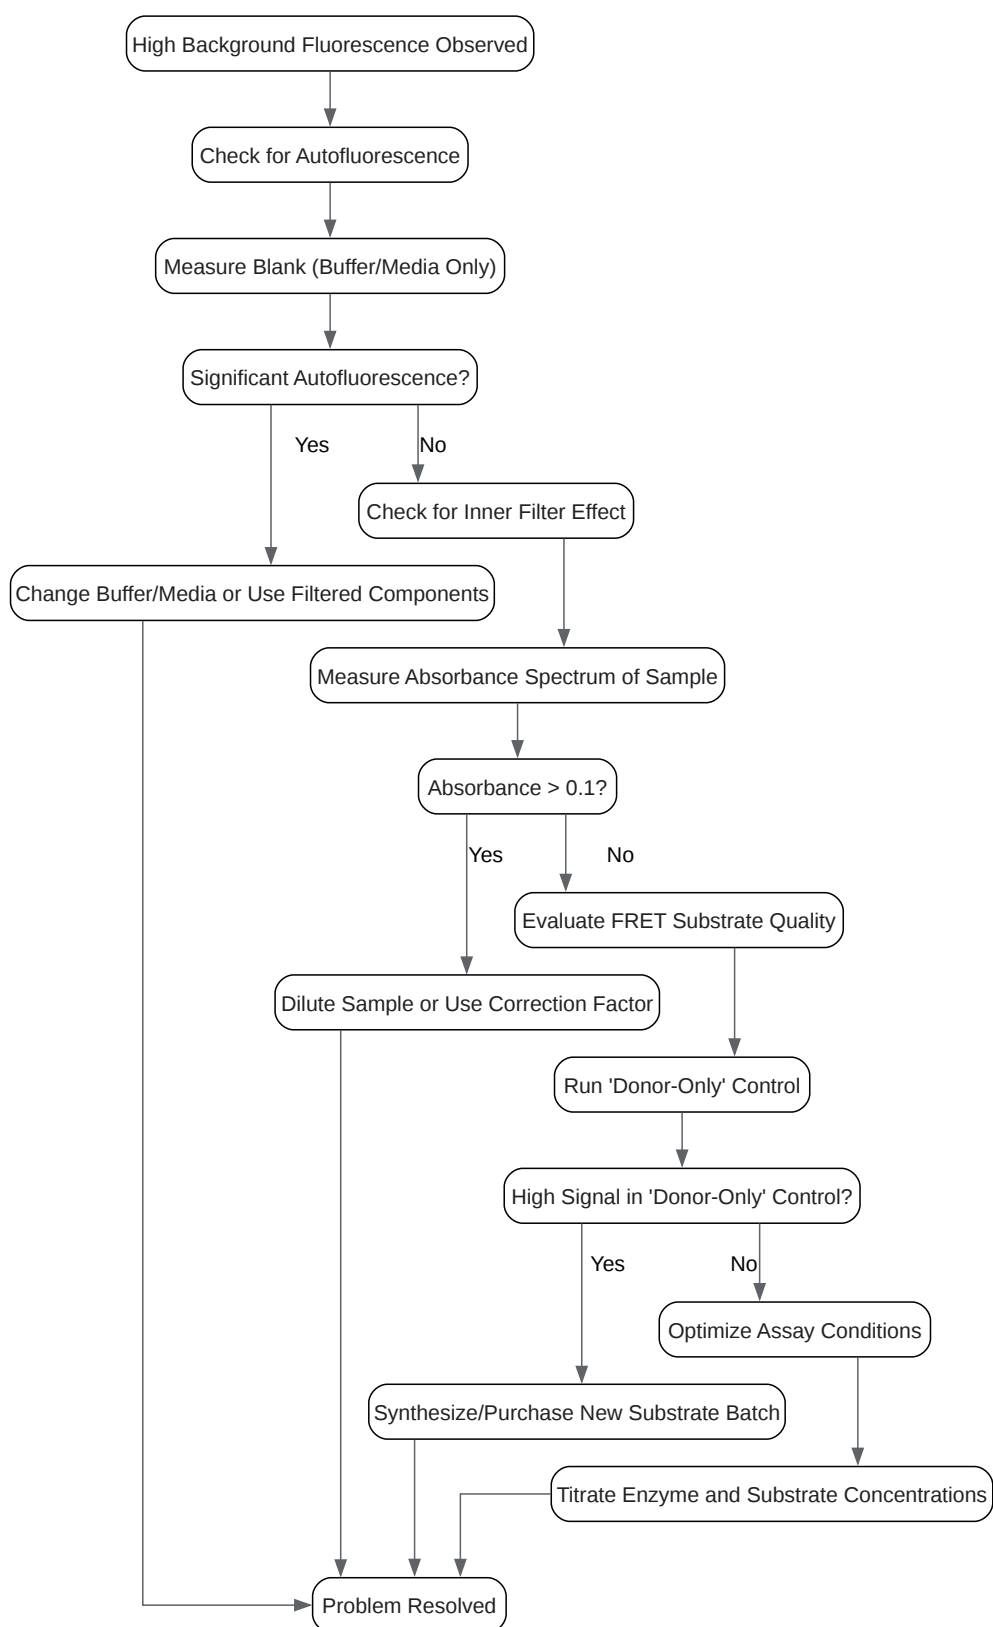 High Background Fluorescence Observed
Check for Autofluorescence
Measure Blank (Buffer/Media Only)
Significant Autofluorescence?
Yes
No
Check for Inner Filter Effect
Change Buffer/Media or Use Filtered Components
Measure Absorbance Spectrum of Sample
Absorbance > 0.1?
Yes
No
Evaluate FRET Substrate Quality
Dilute Sample or Use Correction Factor
Run 'Donor-Only' Control
High Signal in 'Donor-Only' Control?
Yes
No
Optimize Assay Conditions
Synthesize/Purchase New Substrate Batch
Titrate Enzyme and Substrate Concentrations
Problem Resolved